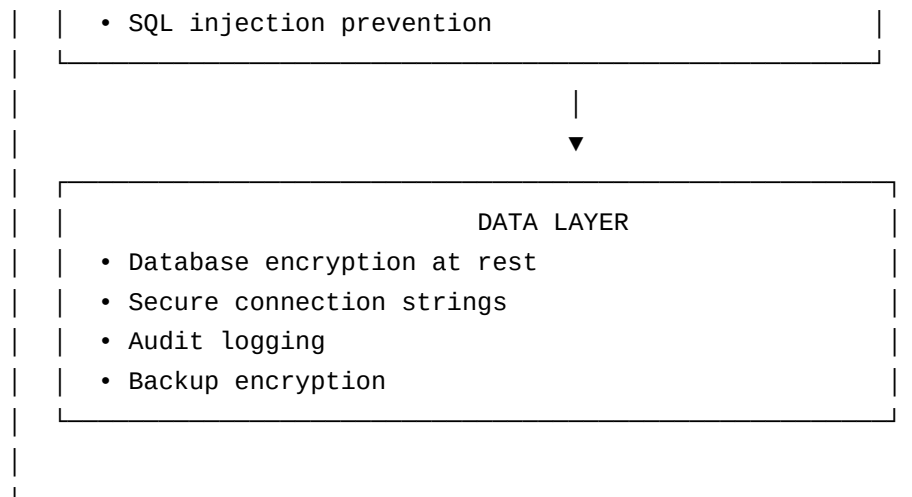 • SQL injection prevention
▼
DATA LAYER
• Database encryption at rest
• Secure connection strings
• Audit logging
• Backup encryption